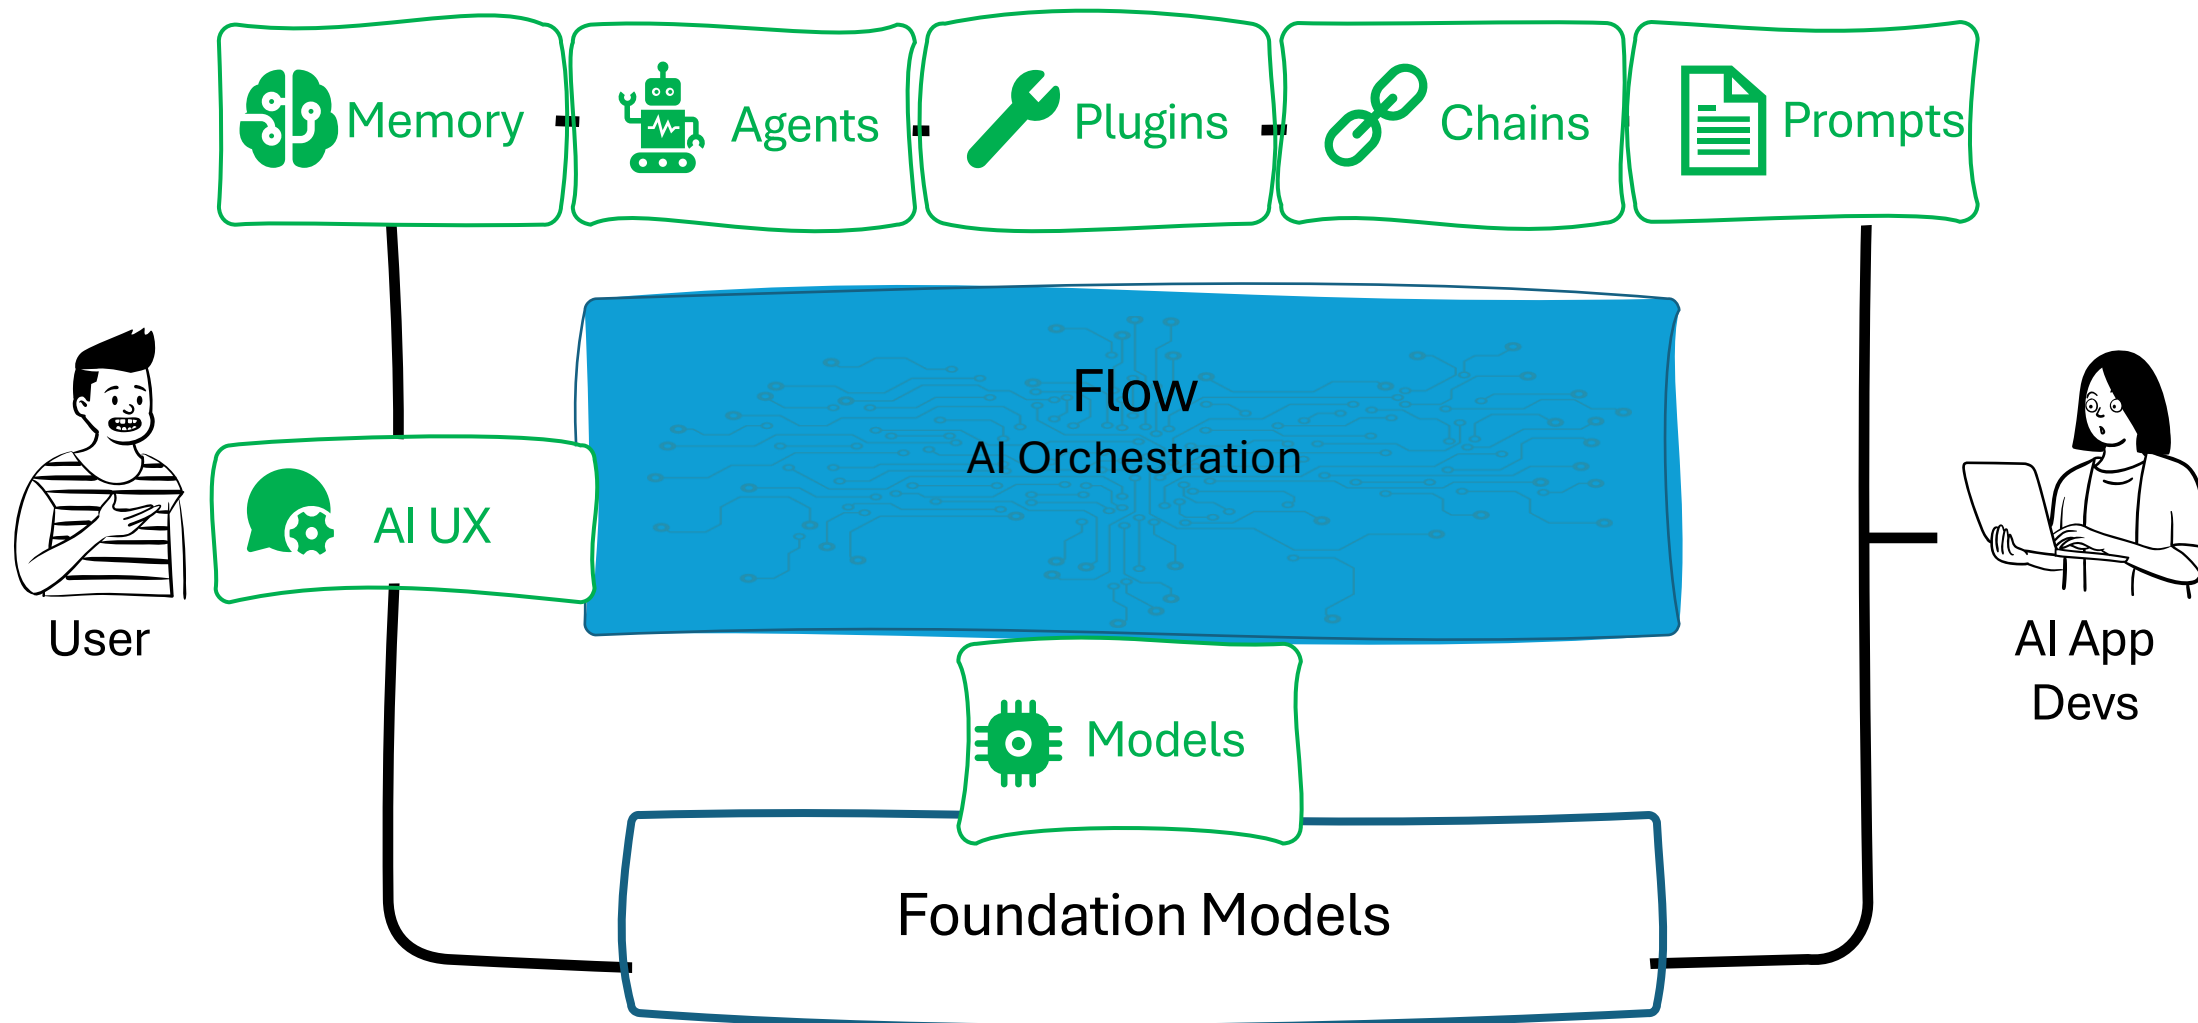 Memory
Agents
Plugins
Chains
Prompts
Flow
AI Orchestration
AI UX
User
AI App
Devs
Models
Foundation Models